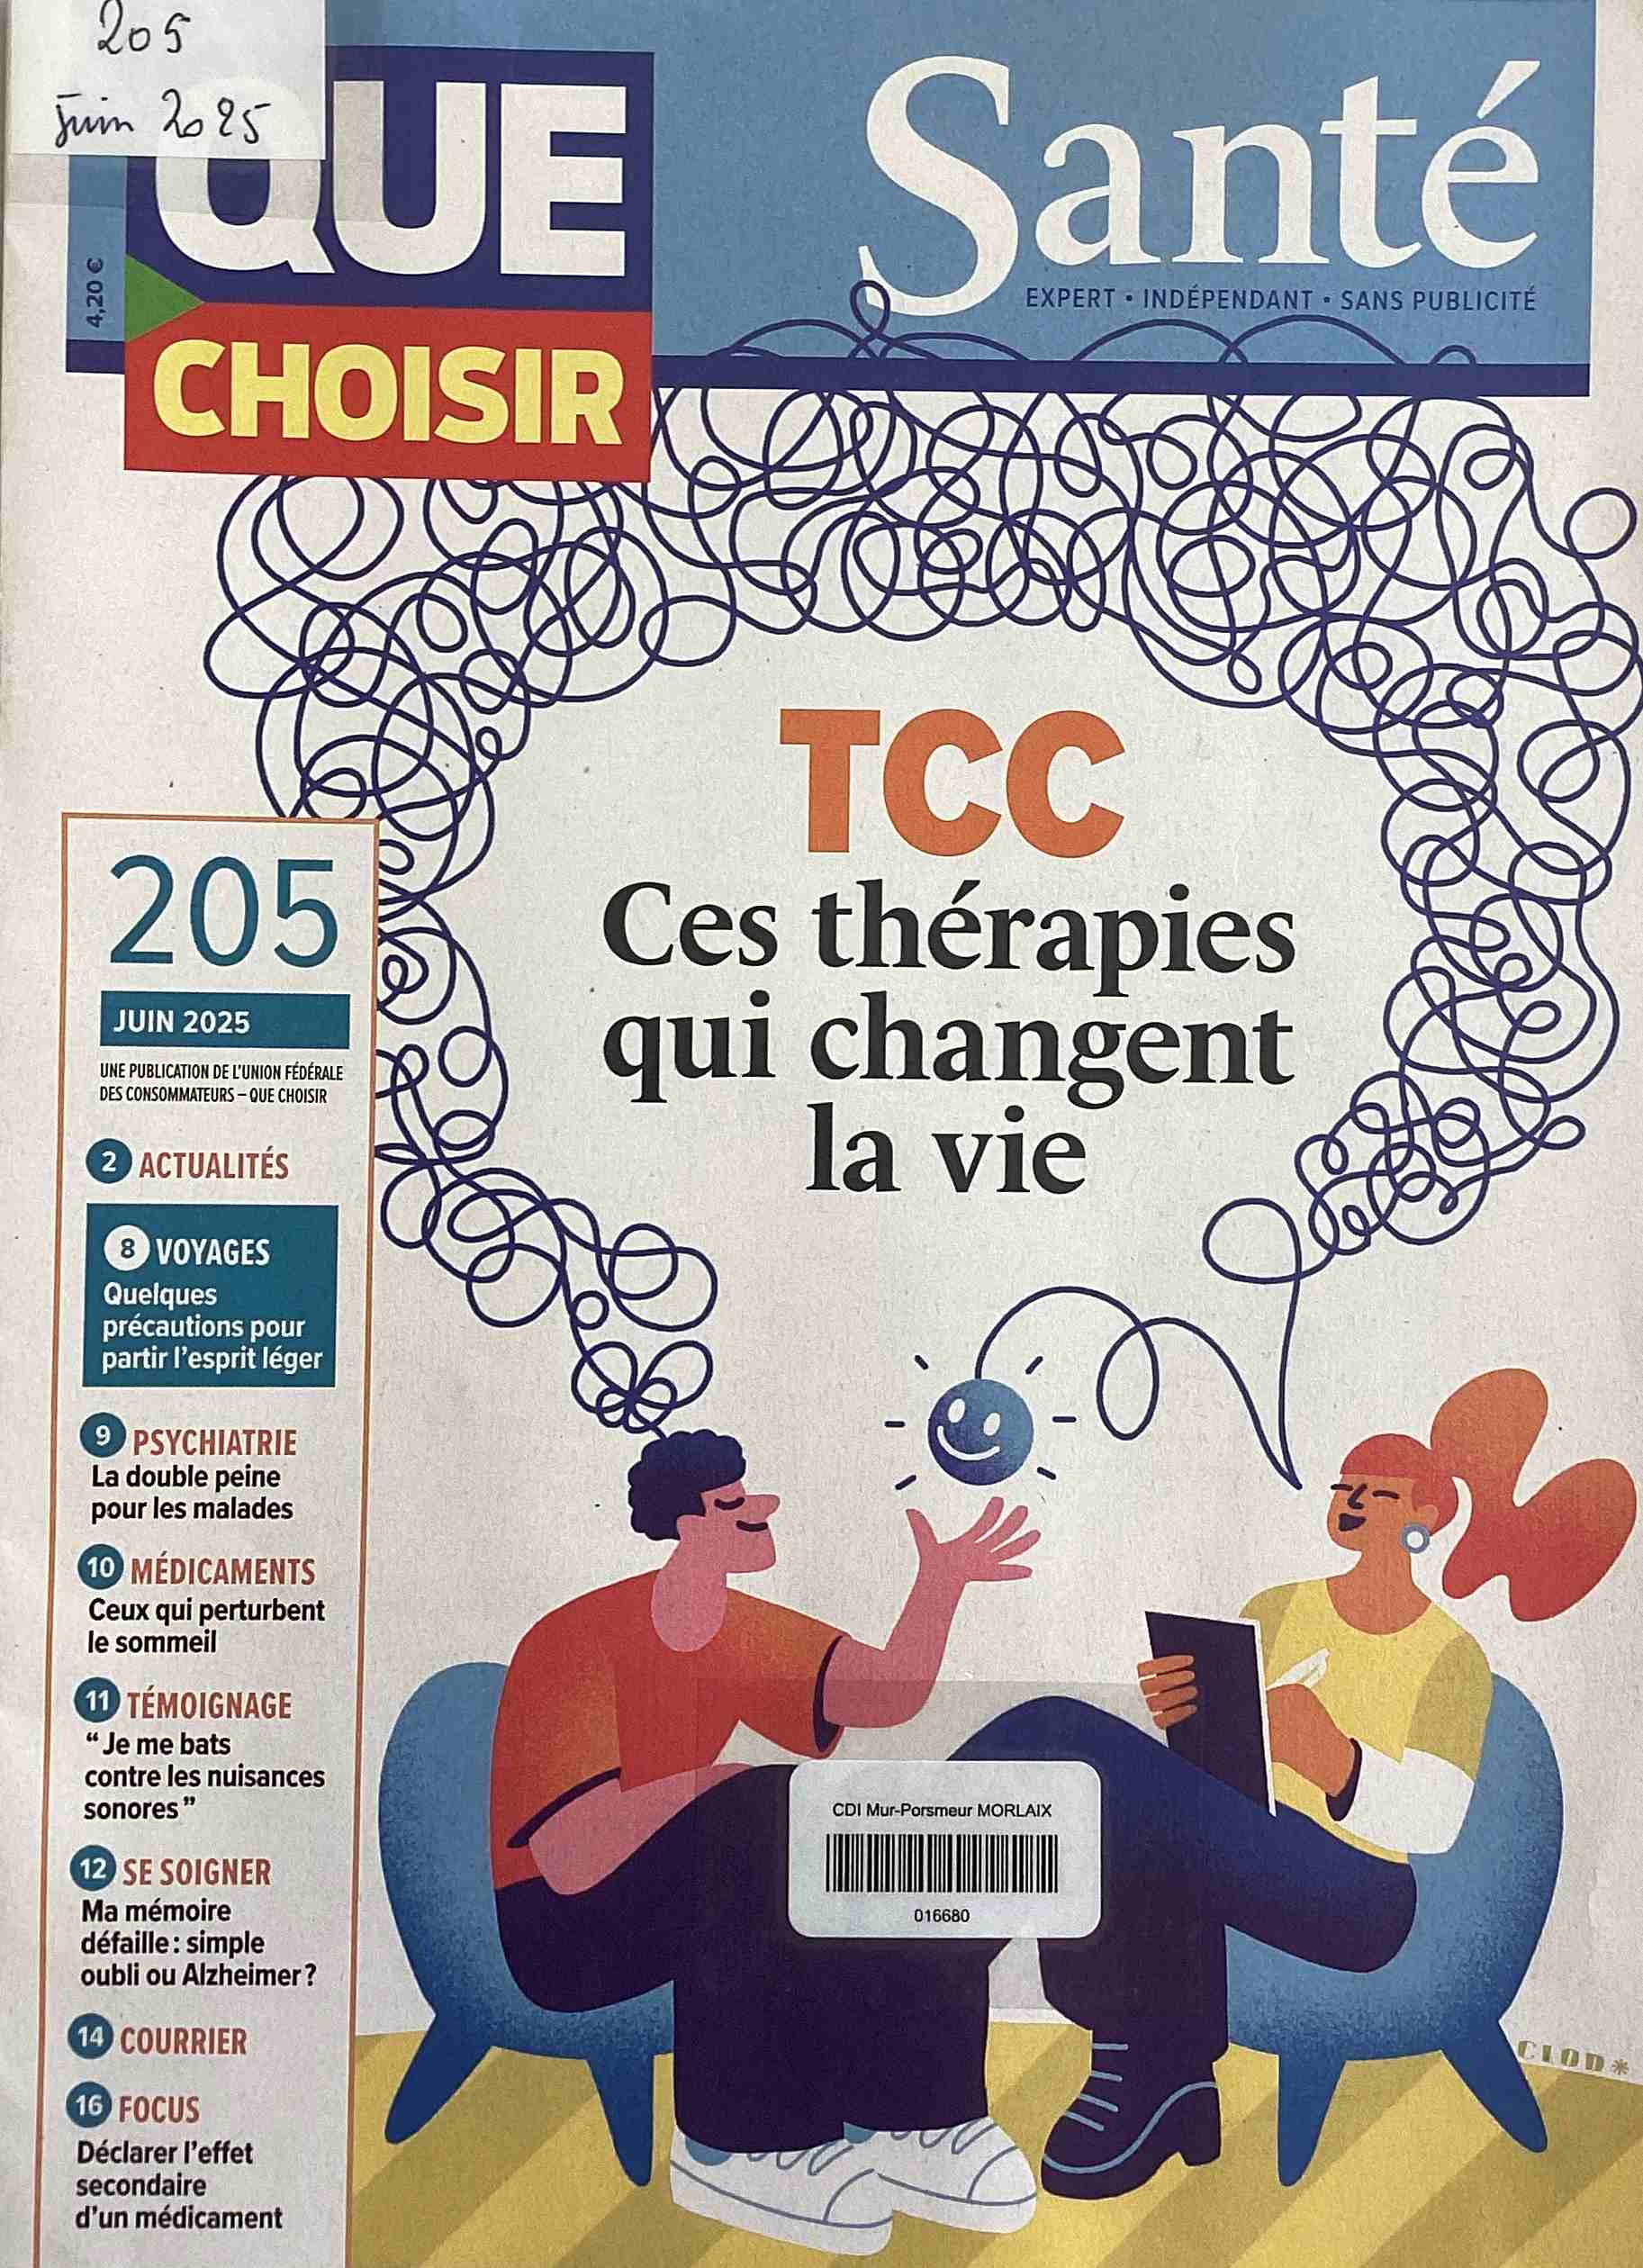 205
juin 2025
QUE
CHOISIR
4,20 €
Santé
EXPERT • INDÉPENDANT • SANS PUBLICITÉ
TCC
Ces thérapies
qui changent
la vie
205
JUIN 2025
UNE PUBLICATION DE L'UNION FÉDÉRALE
DES CONSOMMATEURS – QUE CHOISIR
2 ACTUALITÉS
8 VOYAGES
Quelques
précautions pour
partir l'esprit léger
9 PSYCHIATRIE
La double peine
pour les malades
10 MÉDICAMENTS
Ceux qui perturbent
le sommeil
11 TÉMOIGNAGE
“Je me bats
contre les nuisances
sonores”
12 SE SOIGNER
Ma mémoire
défaille : simple
oubli ou Alzheimer ?
14 COURRIER
16 FOCUS
Déclarer l'effet
secondaire
d'un médicament
CDI Mur-Porsmeur MORLAIX
016680
CLOD*